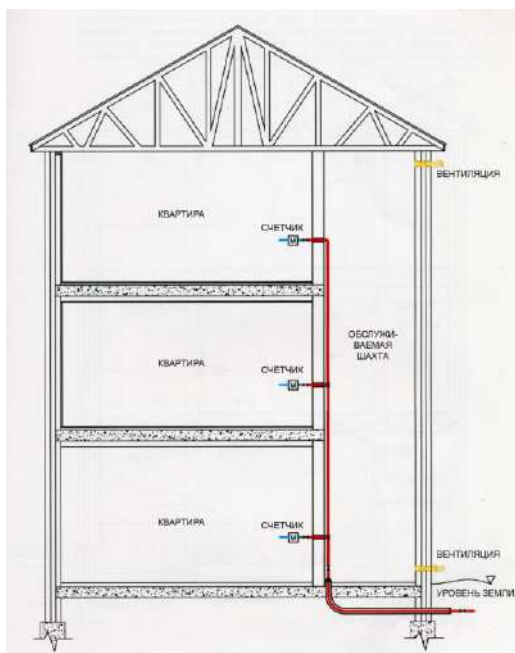 ВЕНТИЛЯЦИЯ
КВАРТИРА
СЧЕТЧИК
M
ОБСЛУЖИ-
ВАЕМАЯ
ШАХТА
КВАРТИРА
СЧЕТЧИК
M
КВАРТИРА
СЧЕТЧИК
M
ВЕНТИЛЯЦИЯ
УРОВЕНЬ ЗЕМЛИ